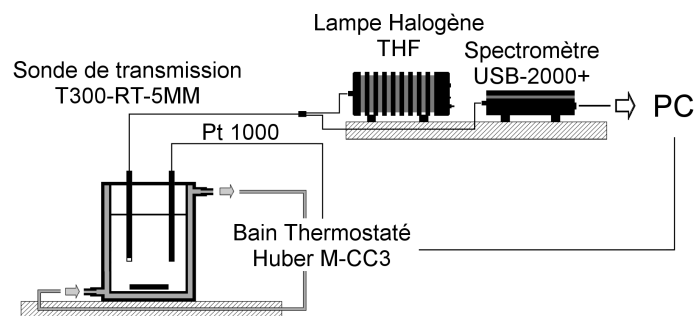 Lampe Halogène
THF
Spectromètre
USB-2000+
Sonde de transmission
T300-RT-5MM
PC
Pt 1000
Bain Thermostaté
Huber M-CC3